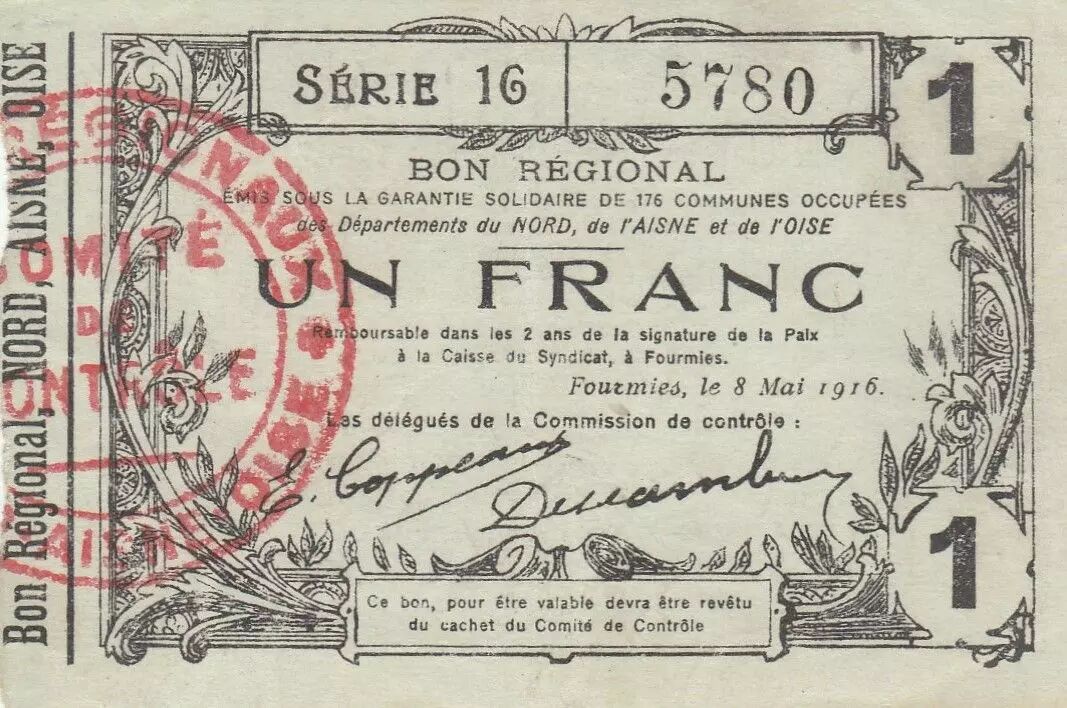 SÉRIE 16
5780
1
BON RÉGIONAL
ÉMIS SOUS LA GARANTIE SOLIDAIRE DE 176 COMMUNES OCCUPÉES
des Départements du NORD, de l'AISNE et de l'OISE
UN FRANC
Remboursable dans les 2 ans de la signature de la Paix
à la Caisse du Syndicat, à Fourmies.
Fourmies, le 8 Mai 1916.
Les délégués de la Commission de contrôle :
E. Coppeaux
1
Ce bon, pour être valable devra être revêtu
du cachet du Comité de Contrôle
Bon Régional, NORD, AISNE, OISE
COMITÉ
OISE